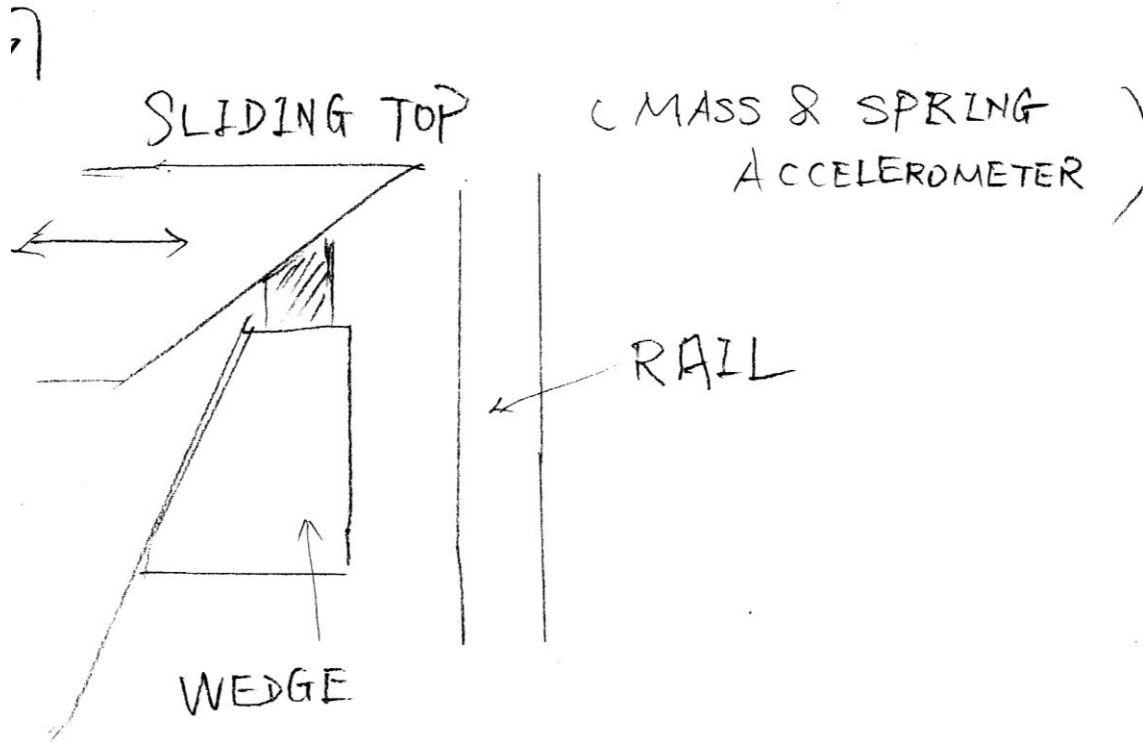 SLIDING TOP
( MASS & SPRING
ACCELEROMETER )
RAIL
WEDGE